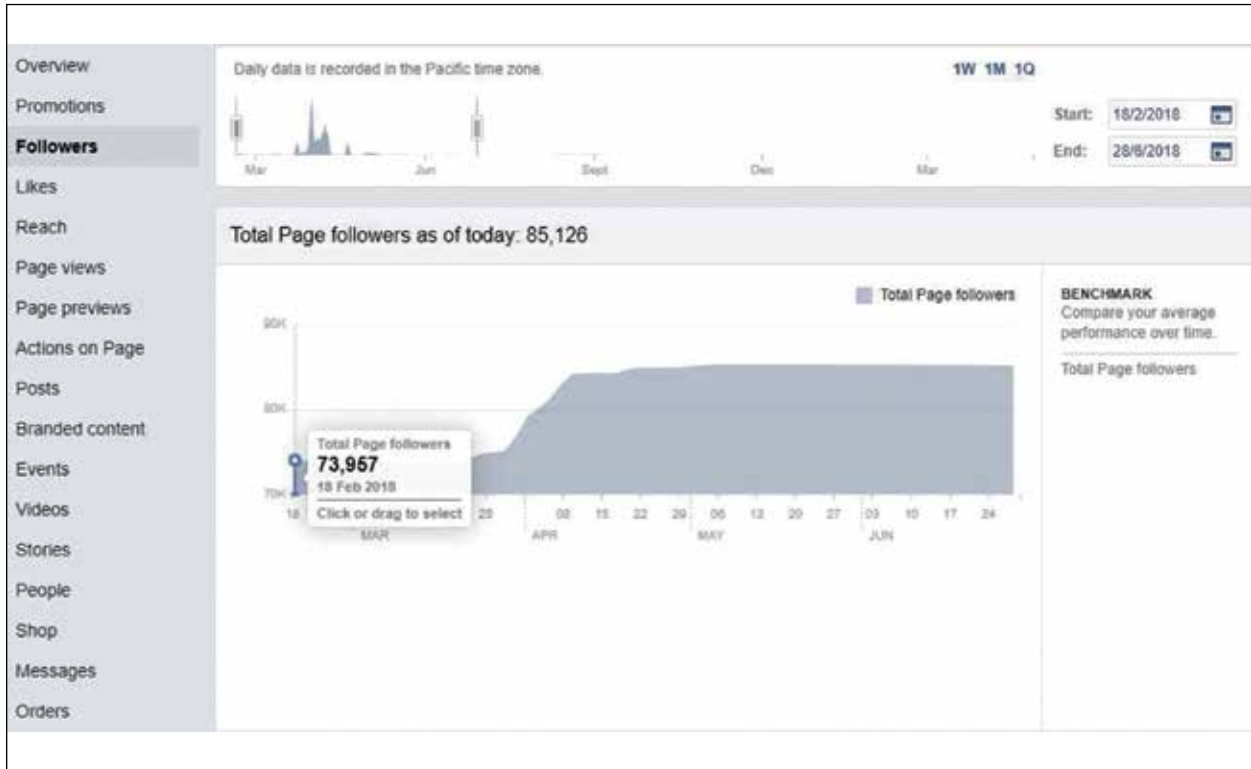 Overview
Promotions
Followers
Likes
Reach
Page views
Page previews
Actions on Page
Posts
Branded content
Events
Videos
Stories
People
Shop
Messages
Orders
Daily data is recorded in the Pacific time zone.
1W 1M 1Q
Start: 18/2/2018
End: 28/6/2018
Mar Jun Sept Dec Mar
Total Page followers as of today: 85,126
Total Page followers
BENCHMARK
Compare your average
performance over time.
Total Page followers
90K
80K
70K
Total Page followers
73,957
18 Feb 2018
Click or drag to select
18 25 08 15 22 29 06 13 20 27 03 10 17 24
MAR APR MAY JUN